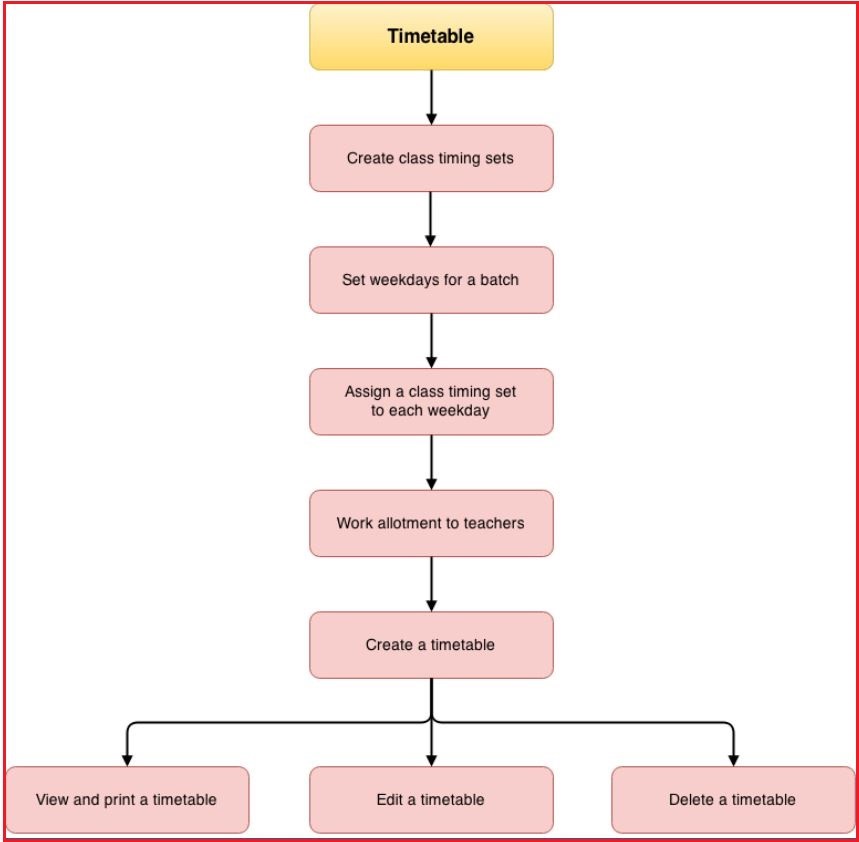 Timetable
Create class timing sets
Set weekdays for a batch
Assign a class timing set
to each weekday
Work allotment to teachers
Create a timetable
View and print a timetable
Edit a timetable
Delete a timetable